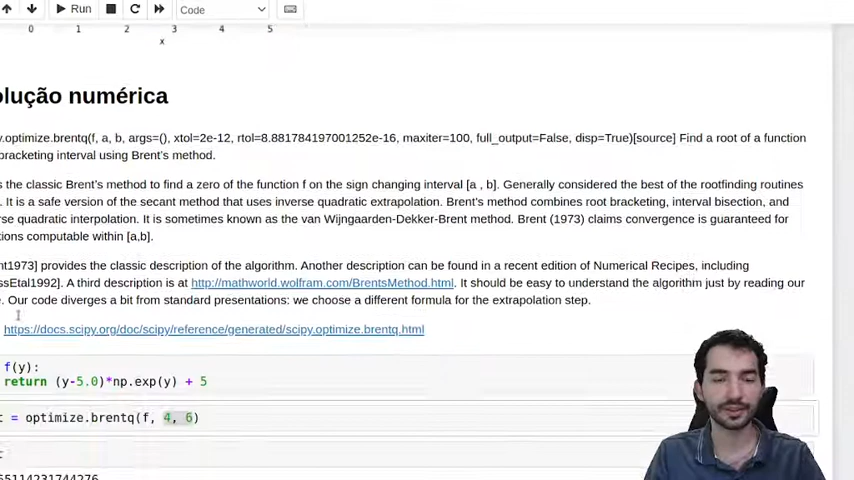 Run
Code
0 1 2 3 4 5
x
olução numérica
y.optimize.brentq(f, a, b, args=(), xtol=2e-12, rtol=8.881784197001252e-16, maxiter=100, full_output=False, disp=True)[source] Find a root of a function
bracketing interval using Brent's method.
s the classic Brent's method to find a zero of the function f on the sign changing interval [a , b]. Generally considered the best of the rootfinding routines
. It is a safe version of the secant method that uses inverse quadratic extrapolation. Brent's method combines root bracketing, interval bisection, and
rse quadratic interpolation. It is sometimes known as the van Wijngaarden-Dekker-Brent method. Brent (1973) claims convergence is guaranteed for
tions computable within [a,b].
nt1973] provides the classic description of the algorithm. Another description can be found in a recent edition of Numerical Recipes, including
ssEtal1992]. A third description is at http://mathworld.wolfram.com/BrentsMethod.html. It should be easy to understand the algorithm just by reading our
e. Our code diverges a bit from standard presentations: we choose a different formula for the extrapolation step.
https://docs.scipy.org/doc/scipy/reference/generated/scipy.optimize.brentq.html
f(y):
return (y-5.0)*np.exp(y) + 5
t = optimize.brentq(f, 4, 6)
t
65114231744276